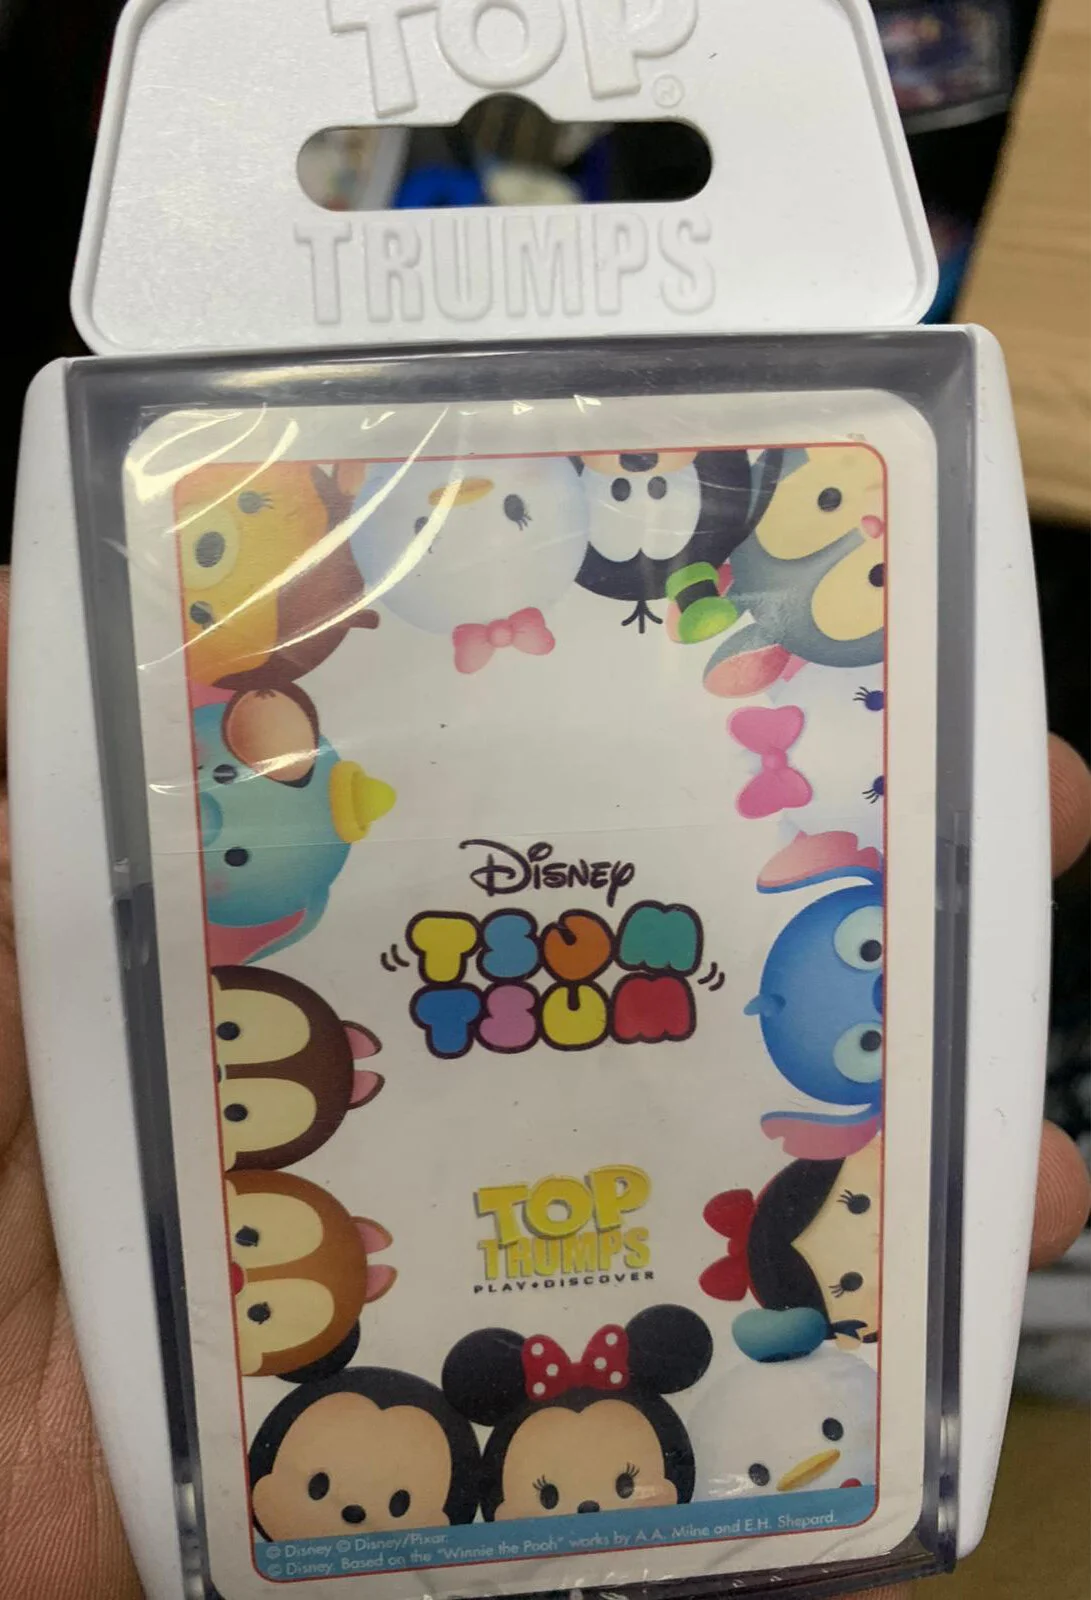 TOP®
TRUMPS
Disney
TSUM
TSUM
TOP
TRUMPS
PLAY•DISCOVER
© Disney © Disney/Pixar.
© Disney. Based on the "Winnie the Pooh" works by A.A. Milne and E.H. Shepard.